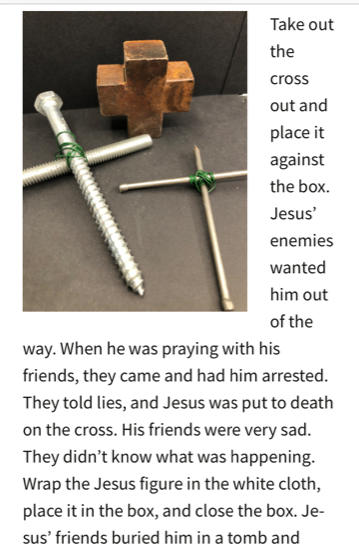 Take out
the
cross
out and
place it
against
the box.
Jesus’
enemies
wanted
him out
of the
way. When he was praying with his
friends, they came and had him arrested.
They told lies, and Jesus was put to death
on the cross. His friends were very sad.
They didn’t know what was happening.
Wrap the Jesus figure in the white cloth,
place it in the box, and close the box. Je-
sus’ friends buried him in a tomb and